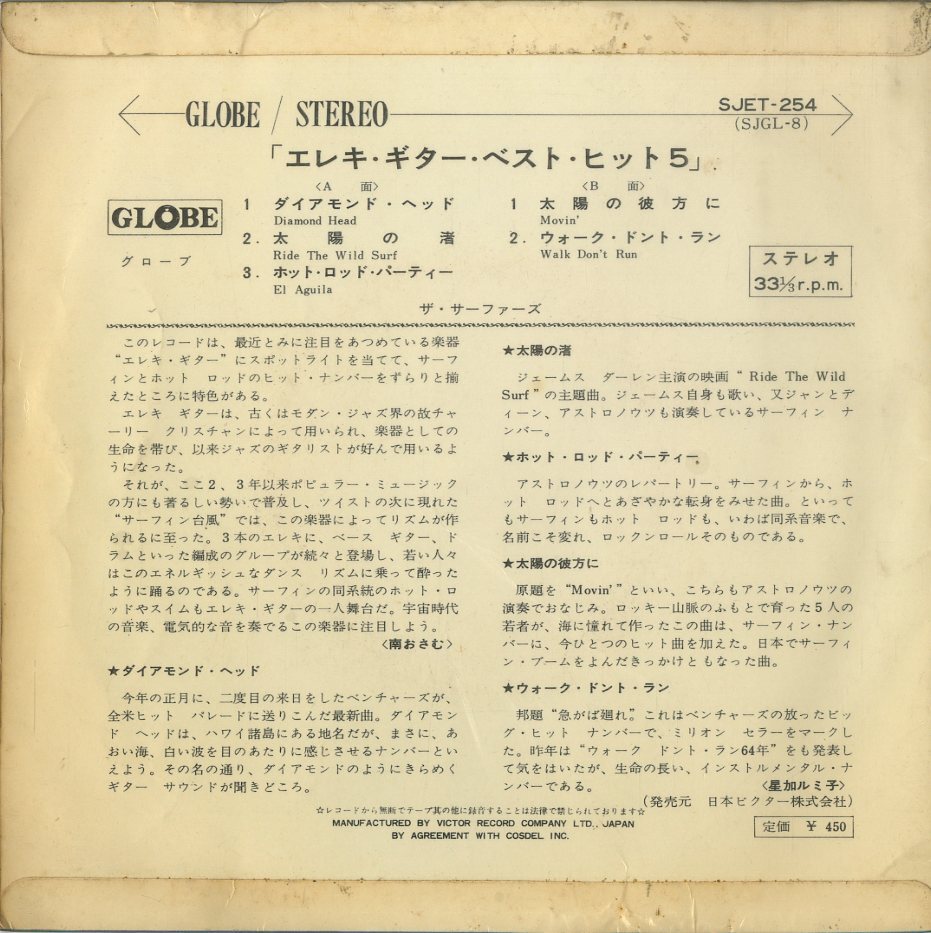 GLOBE / STEREO
SJET-254
(SJGL-8)
「エレキ・ギター・ベスト・ヒット5」
GLOBE
グローブ
〈A 面〉
1 ダイアモンド・ヘッド
Diamond Head
2. 太陽の渚
Ride The Wild Surf
3. ホット・ロッド・パーティー
El Aguila
〈B 面〉
1 太陽の彼方に
Movin'
2. ウォーク・ドント・ラン
Walk Don't Run
ステレオ
33⅓r.p.m.
ザ・サーファーズ
このレコードは、最近とみに注目をあつめている楽器
“エレキ・ギター”にスポットライトを当てて、サーフ
ィンとホット ロッドのヒット・ナンバーをずらりと揃
えたところに特色がある。
エレキ ギターは、古くはモダン・ジャズ界の故チャ
ーリー クリスチャンによって用いられ、楽器としての
生命を帯び、以来ジャズのギタリストが好んで用いるよ
うになった。
それが、ここ2、3年以来ポピュラー・ミュージック
の方にも著るしい勢いで普及し、ツイストの次に現れた
“サーフィン台風”では、この楽器によってリズムが作
られるに至った。3本のエレキに、ベース ギター、ド
ラムといった編成のグループが続々と登場し、若い人々
はこのエネルギッシュなダンス リズムに乗って酔った
ように踊るのである。サーフィンの同系統のホット・ロ
ッドやスイムもエレキ・ギターの一人舞台だ。宇宙時代
の音楽、電気的な音を奏でるこの楽器に注目しよう。
〈南おさむ〉
★ダイアモンド・ヘッド
今年の正月に、二度目の来日をしたベンチャーズが、
全米ヒット パレードに送りこんだ最新曲。ダイアモン
ド ヘッドは、ハワイ諸島にある地名だが、まさに、あ
おい海、白い波を目のあたりに感じさせるナンバーとい
えよう。その名の通り、ダイアモンドのようにきらめく
ギター サウンドが聞きどころ。
★太陽の渚
ジェームス ダーレン主演の映画“Ride The Wild
Surf”の主題曲。ジェームス自身も歌い、又ジャンとデ
ィーン、アストロノウツも演奏しているサーフィン ナ
ンバー。
★ホット・ロッド・パーティー
アストロノウツのレパートリー。サーフィンから、ホ
ット ロッドへとあざやかな転身をみせた曲。といって
もサーフィンもホット ロッドも、いわば同系音楽で、
名前こそ変れ、ロックンロールそのものである。
★太陽の彼方に
原題を“Movin'”といい、こちらもアストロノウツの
演奏でおなじみ。ロッキー山脈のふもとで育った5人の
若者が、海に憧れて作ったこの曲は、サーフィン・ナン
バーに、今ひとつのヒット曲を加えた。日本でサーフィ
ン・ブームをよんだきっかけともなった曲。
★ウォーク・ドント・ラン
邦題“急がば廻れ”。これはベンチャーズの放ったビッ
グ・ヒット ナンバーで、ミリオン セラーをマークし
た。昨年は“ウォーク ドント・ラン64年”をも発表し
て気をはいたが、生命の長い、インストルメンタル・ナ
ンバーである。 〈星加ルミ子〉
(発売元 日本ビクター株式会社)
☆レコードから無断でテープ其の他に録音することは法律で禁じられております☆
MANUFACTURED BY VICTOR RECORD COMPANY LTD., JAPAN
BY AGREEMENT WITH COSDEL INC.
定価 ¥ 450